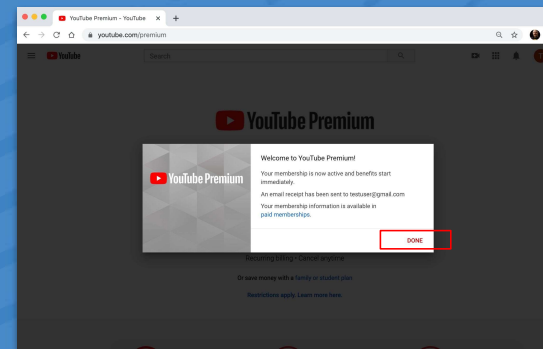 YouTube Premium - YouTube
youtube.com/premium
YouTube
Search
YouTube Premium
YouTube Premium
Welcome to YouTube Premium!
Your membership is now active and benefits start
immediately.
An email receipt has been sent to testuser@gmail.com
Your membership information is available in
paid memberships.
DONE
Recurring billing • Cancel anytime
Or save money with a family or student plan
Restrictions apply. Learn more here.